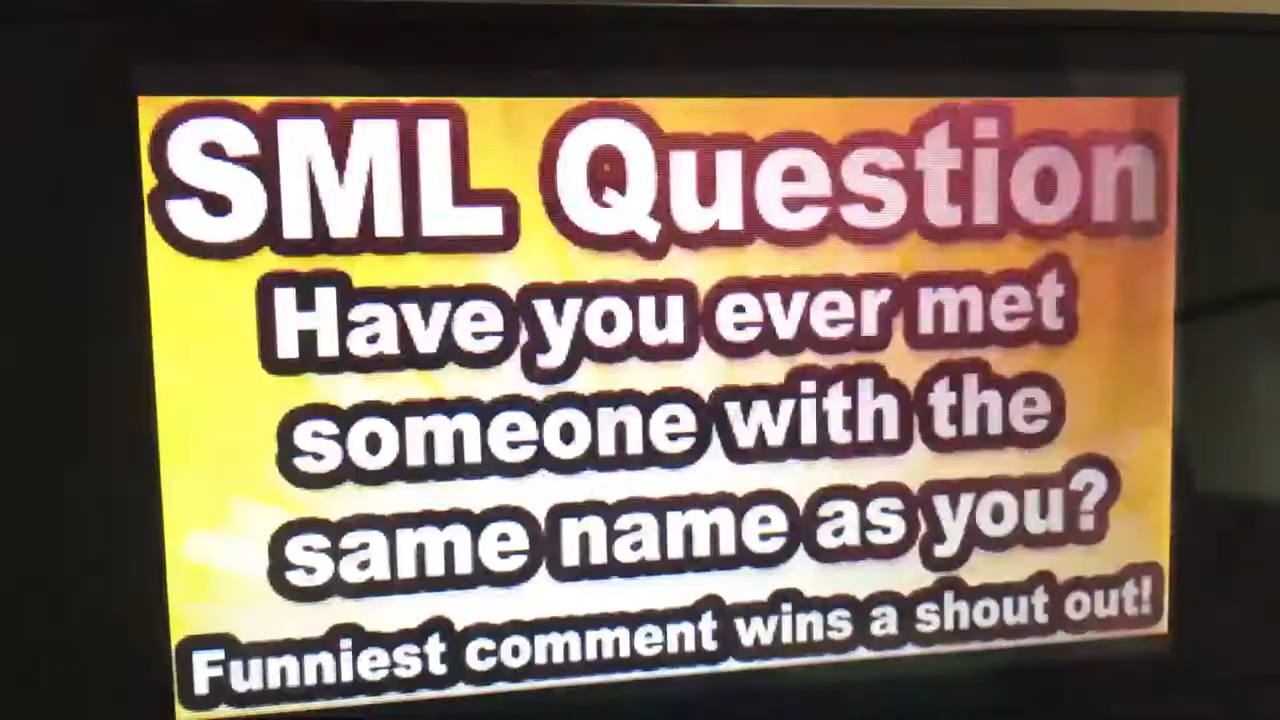 SML Question
Have you ever met
someone with the
same name as you?
Funniest comment wins a shout out!